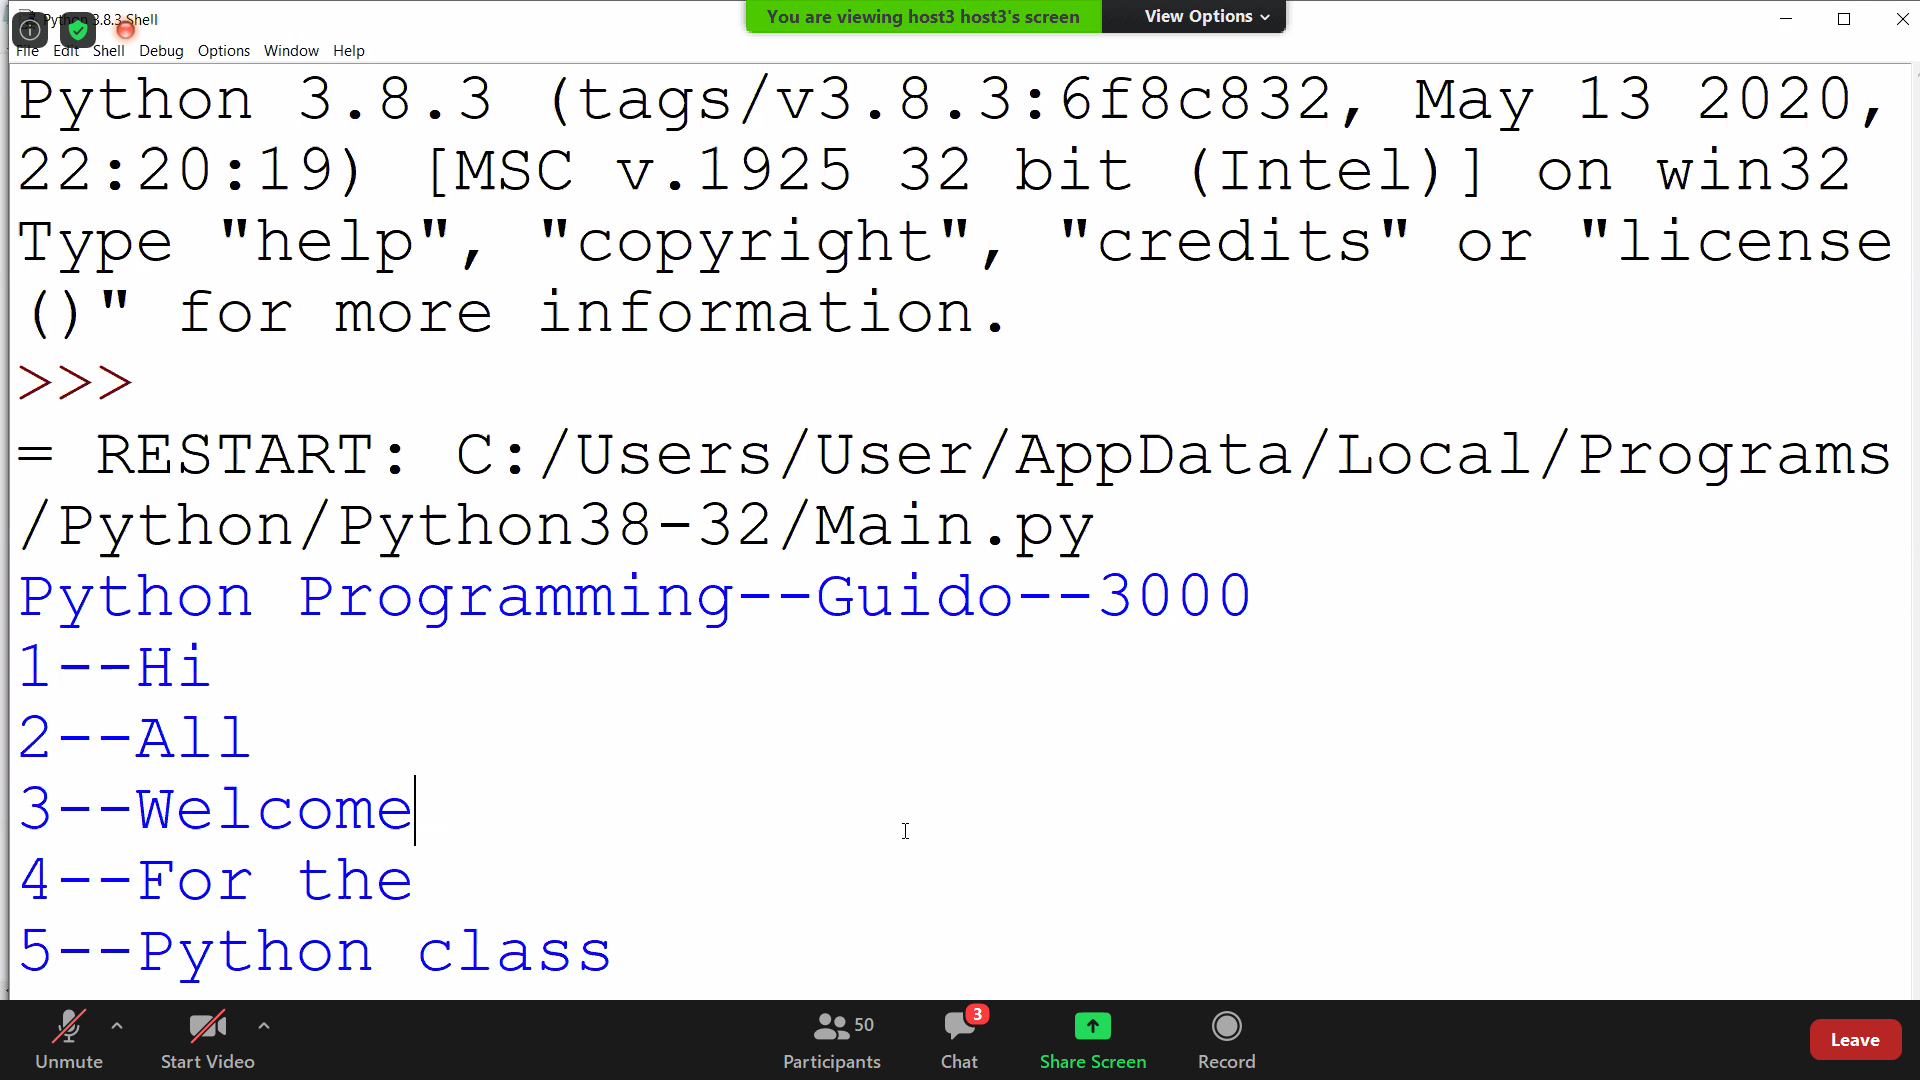 Python 3.8.3 Shell
You are viewing host3 host3's screen View Options
File Edit Shell Debug Options Window Help
Python 3.8.3 (tags/v3.8.3:6f8c832, May 13 2020,
22:20:19) [MSC v.1925 32 bit (Intel)] on win32
Type "help", "copyright", "credits" or "license
()" for more information.
>>>
= RESTART: C:/Users/User/AppData/Local/Programs
/Python/Python38-32/Main.py
Python Programming--Guido--3000
1--Hi
2--All
3--Welcome
4--For the
5--Python class
50 3
Unmute Start Video Participants Chat Share Screen Record Leave